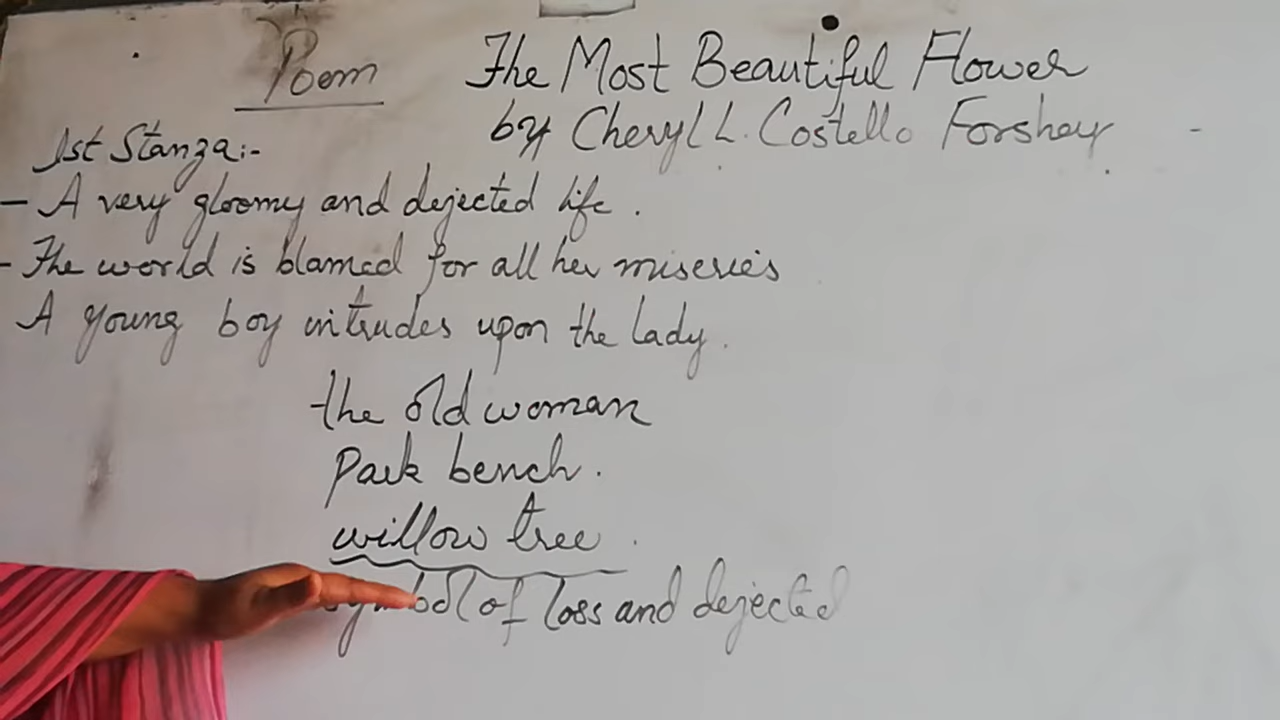 Poem
The Most Beautiful Flower
by Cheryl L. Costello Forshey
1st Stanza:-
- A very gloomy and dejected life.
- The world is blamed for all her miseries
A young boy intrudes upon the lady.
the old woman
Park bench.
willow tree.
symbol of loss and dejected